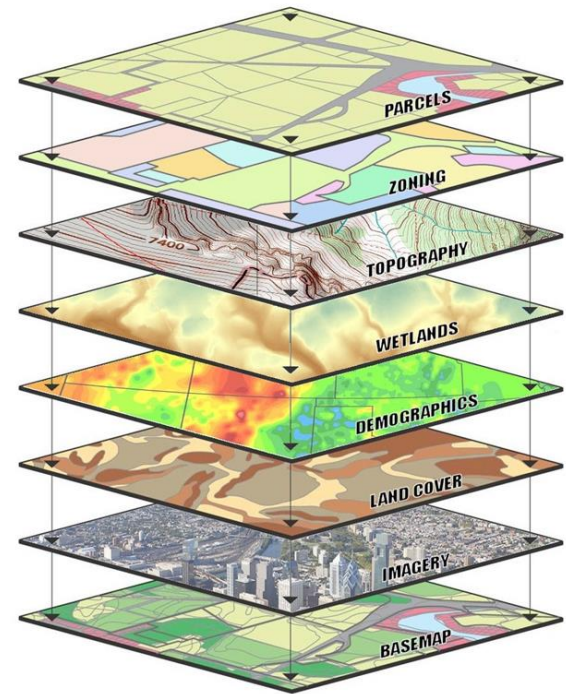 PARCELS
ZONING
7400
TOPOGRAPHY
WETLANDS
DEMOGRAPHICS
LAND COVER
IMAGERY
BASEMAP